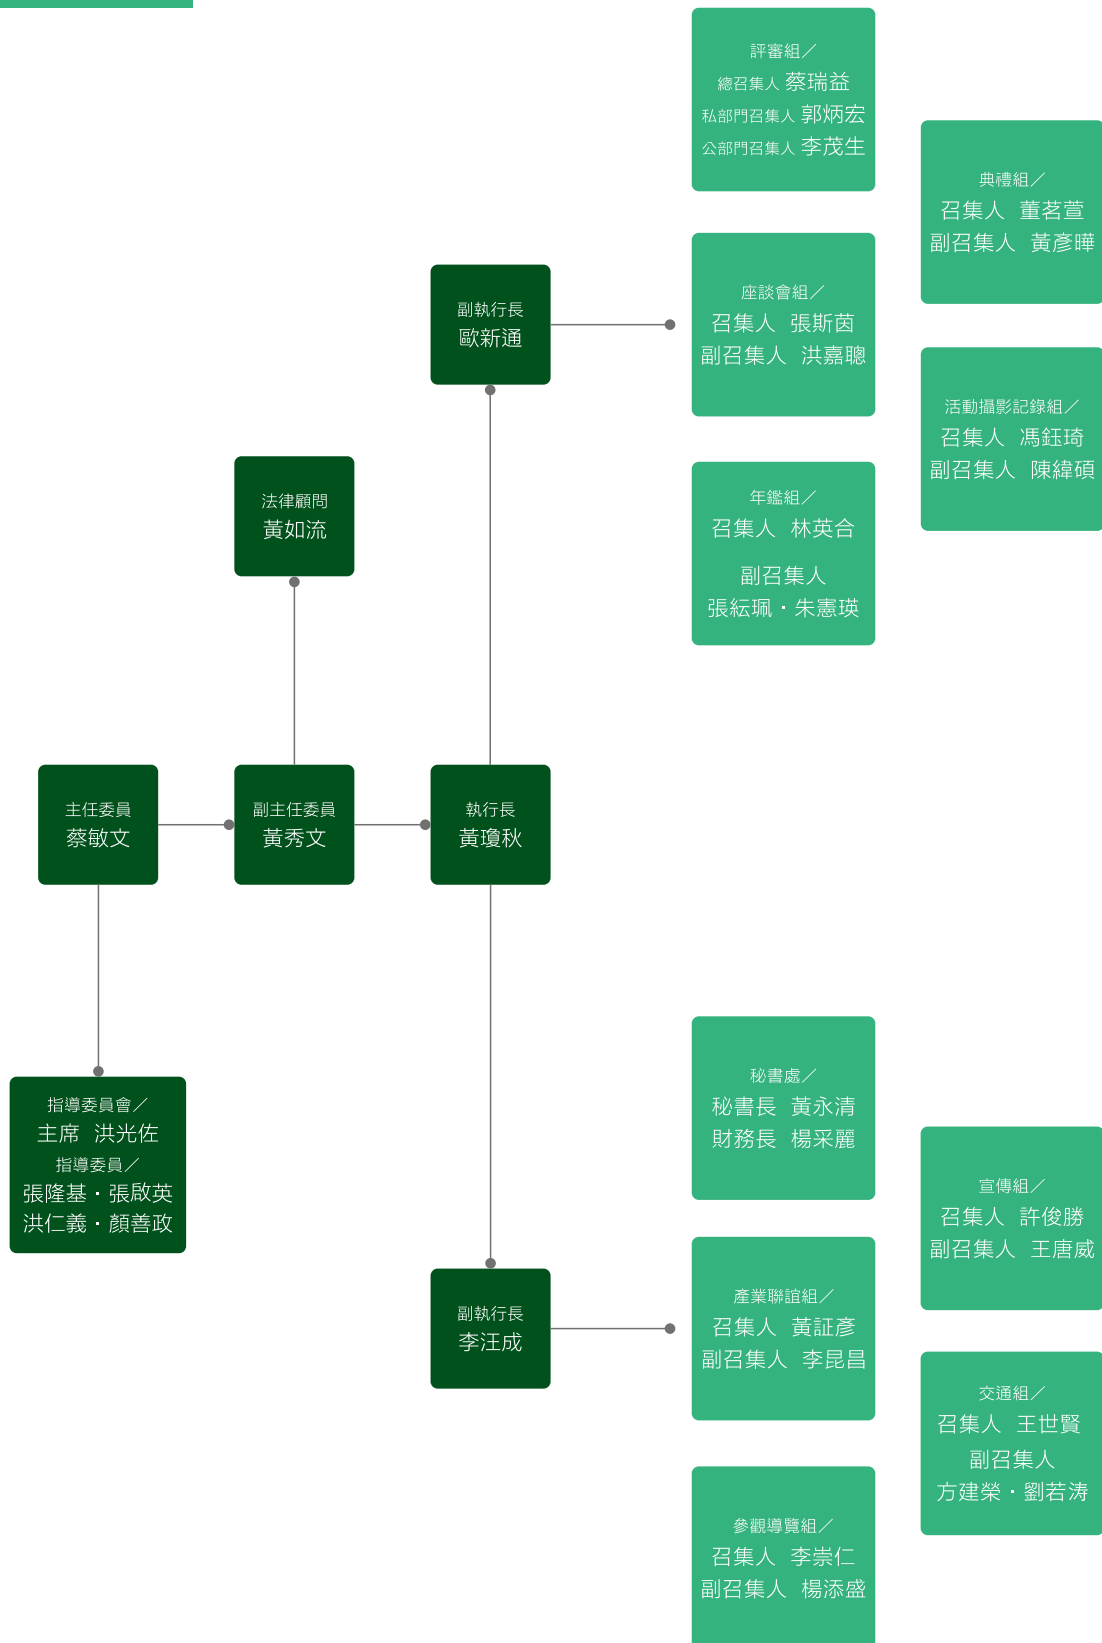 評審組／
總召集人 蔡瑞益
私部門召集人 郭炳宏
公部門召集人 李茂生
典禮組／
召集人 董茗萱
副召集人 黃彥曄
座談會組／
召集人 張斯茵
副召集人 洪嘉聰
副執行長
歐新通
活動攝影記錄組／
召集人 馮鈺琦
副召集人 陳緯碩
年鑑組／
召集人 林英合
副召集人
張紜珮・朱憲瑛
法律顧問
黃如流
主任委員
蔡敏文
副主任委員
黃秀文
執行長
黃瓊秋
指導委員會／
主席 洪光佐
指導委員／
張隆基・張啟英
洪仁義・顏善政
秘書處／
秘書長 黃永清
財務長 楊采麗
宣傳組／
召集人 許俊勝
副召集人 王唐威
副執行長
李汪成
產業聯誼組／
召集人 黃証彥
副召集人 李昆昌
交通組／
召集人 王世賢
副召集人
方建榮・劉若涛
參觀導覽組／
召集人 李崇仁
副召集人 楊添盛